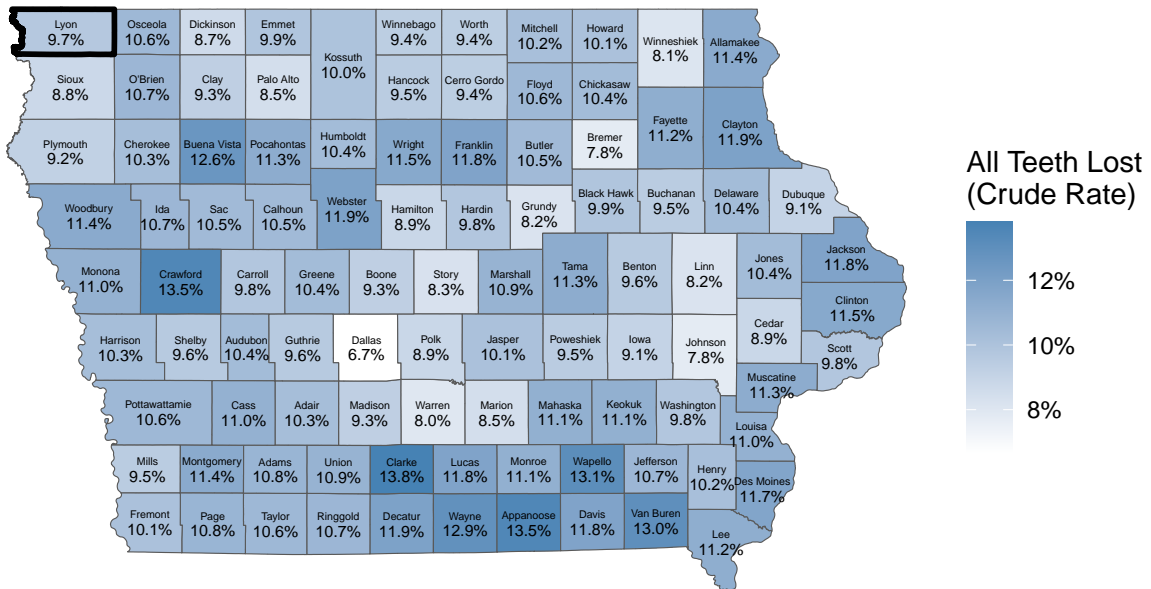 Lyon
9.7%
Osceola
10.6%
Dickinson
8.7%
Emmet
9.9%
Kossuth
10.0%
Winnebago
9.4%
Worth
9.4%
Mitchell
10.2%
Howard
10.1%
Winneshiek
8.1%
Allamakee
11.4%
Sioux
8.8%
O'Brien
10.7%
Clay
9.3%
Palo Alto
8.5%
Hancock
9.5%
Cerro Gordo
9.4%
Floyd
10.6%
Chickasaw
10.4%
Fayette
11.2%
Clayton
11.9%
Plymouth
9.2%
Cherokee
10.3%
Buena Vista
12.6%
Pocahontas
11.3%
Humboldt
10.4%
Wright
11.5%
Franklin
11.8%
Butler
10.5%
Bremer
7.8%
Woodbury
11.4%
Ida
10.7%
Sac
10.5%
Calhoun
10.5%
Webster
11.9%
Hamilton
8.9%
Hardin
9.8%
Grundy
8.2%
Black Hawk
9.9%
Buchanan
9.5%
Delaware
10.4%
Dubuque
9.1%
Monona
11.0%
Crawford
13.5%
Carroll
9.8%
Greene
10.4%
Boone
9.3%
Story
8.3%
Marshall
10.9%
Tama
11.3%
Benton
9.6%
Linn
8.2%
Jones
10.4%
Jackson
11.8%
Clinton
11.5%
Harrison
10.3%
Shelby
9.6%
Audubon
10.4%
Guthrie
9.6%
Dallas
6.7%
Polk
8.9%
Jasper
10.1%
Poweshiek
9.5%
Iowa
9.1%
Johnson
7.8%
Cedar
8.9%
Scott
9.8%
Muscatine
11.3%
Pottawattamie
10.6%
Cass
11.0%
Adair
10.3%
Madison
9.3%
Warren
8.0%
Marion
8.5%
Mahaska
11.1%
Keokuk
11.1%
Washington
9.8%
Louisa
11.0%
Mills
9.5%
Montgomery
11.4%
Adams
10.8%
Union
10.9%
Clarke
13.8%
Lucas
11.8%
Monroe
11.1%
Wapello
13.1%
Jefferson
10.7%
Henry
10.2%
Des Moines
11.7%
Fremont
10.1%
Page
10.8%
Taylor
10.6%
Ringgold
10.7%
Decatur
11.9%
Wayne
12.9%
Appanoose
13.5%
Davis
11.8%
Van Buren
13.0%
Lee
11.2%
All Teeth Lost
(Crude Rate)
12%
10%
8%